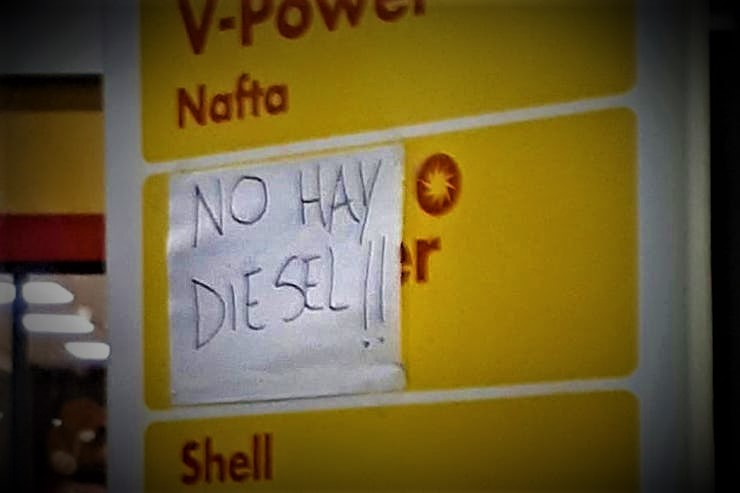 V-Power
Nafta
NO HAY
DIESEL!!
er
Shell